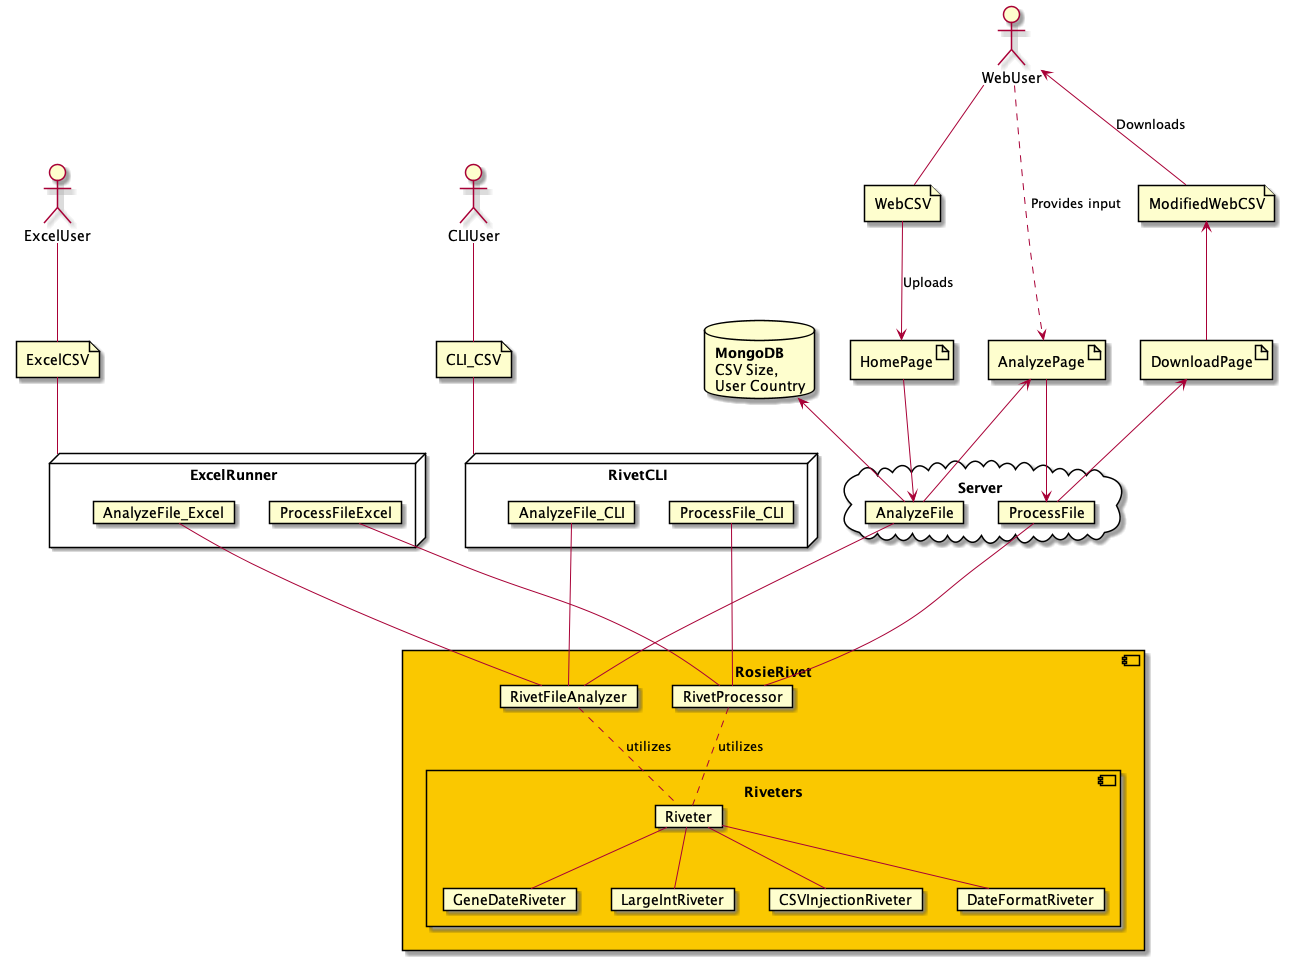 WebUser
Downloads
WebCSV
Provides input
ModifiedWebCSV
ExcelUser
CLIUser
Uploads
ExcelCSV
CLI_CSV
MongoDB
CSV Size,
User Country
HomePage
AnalyzePage
DownloadPage
ExcelRunner
AnalyzeFile_Excel
ProcessFileExcel
RivetCLI
AnalyzeFile_CLI
ProcessFile_CLI
Server
AnalyzeFile
ProcessFile
RosieRivet
RivetFileAnalyzer
RivetProcessor
utilizes
utilizes
Riveters
Riveter
GeneDateRiveter
LargeIntRiveter
CSVInjectionRiveter
DateFormatRiveter